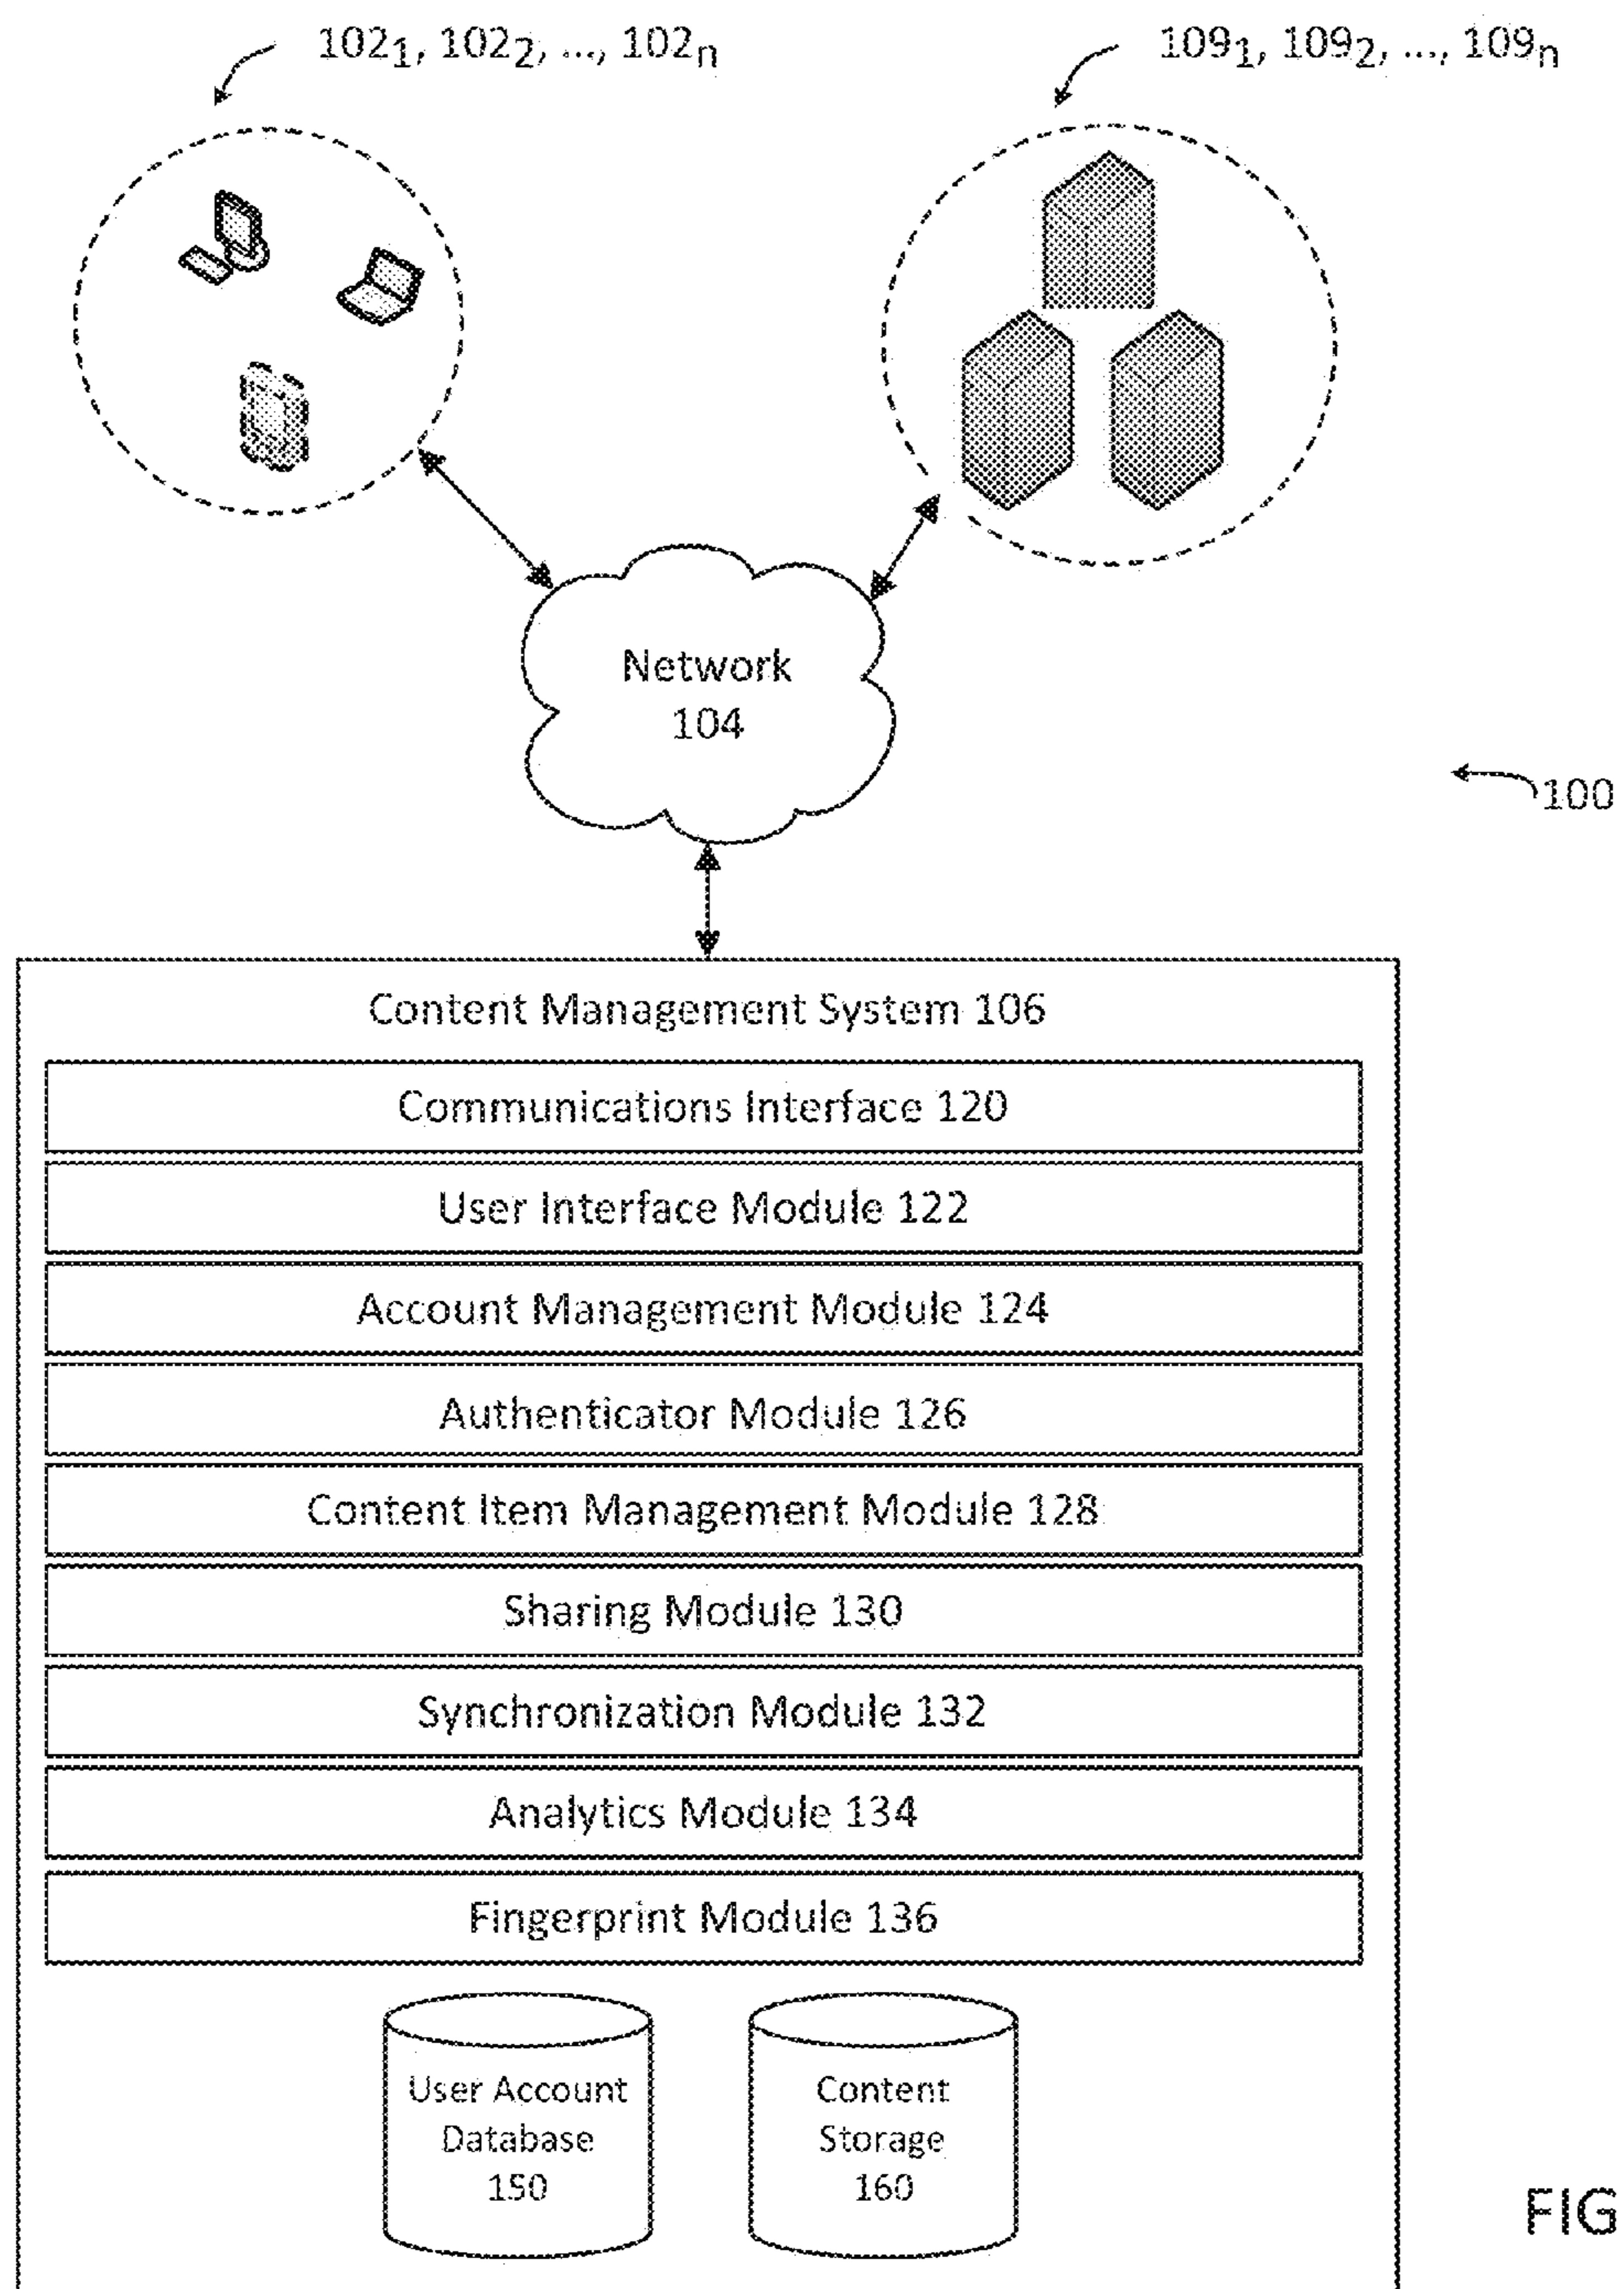 102₁, 102₂, ..., 102ₙ
109₁, 109₂, ..., 109ₙ
Network
104
100
Content Management System 106
Communications Interface 120
User Interface Module 122
Account Management Module 124
Authenticator Module 126
Content Item Management Module 128
Sharing Module 130
Synchronization Module 132
Analytics Module 134
Fingerprint Module 136
User Account
Database
150
Content
Storage
160
FIG